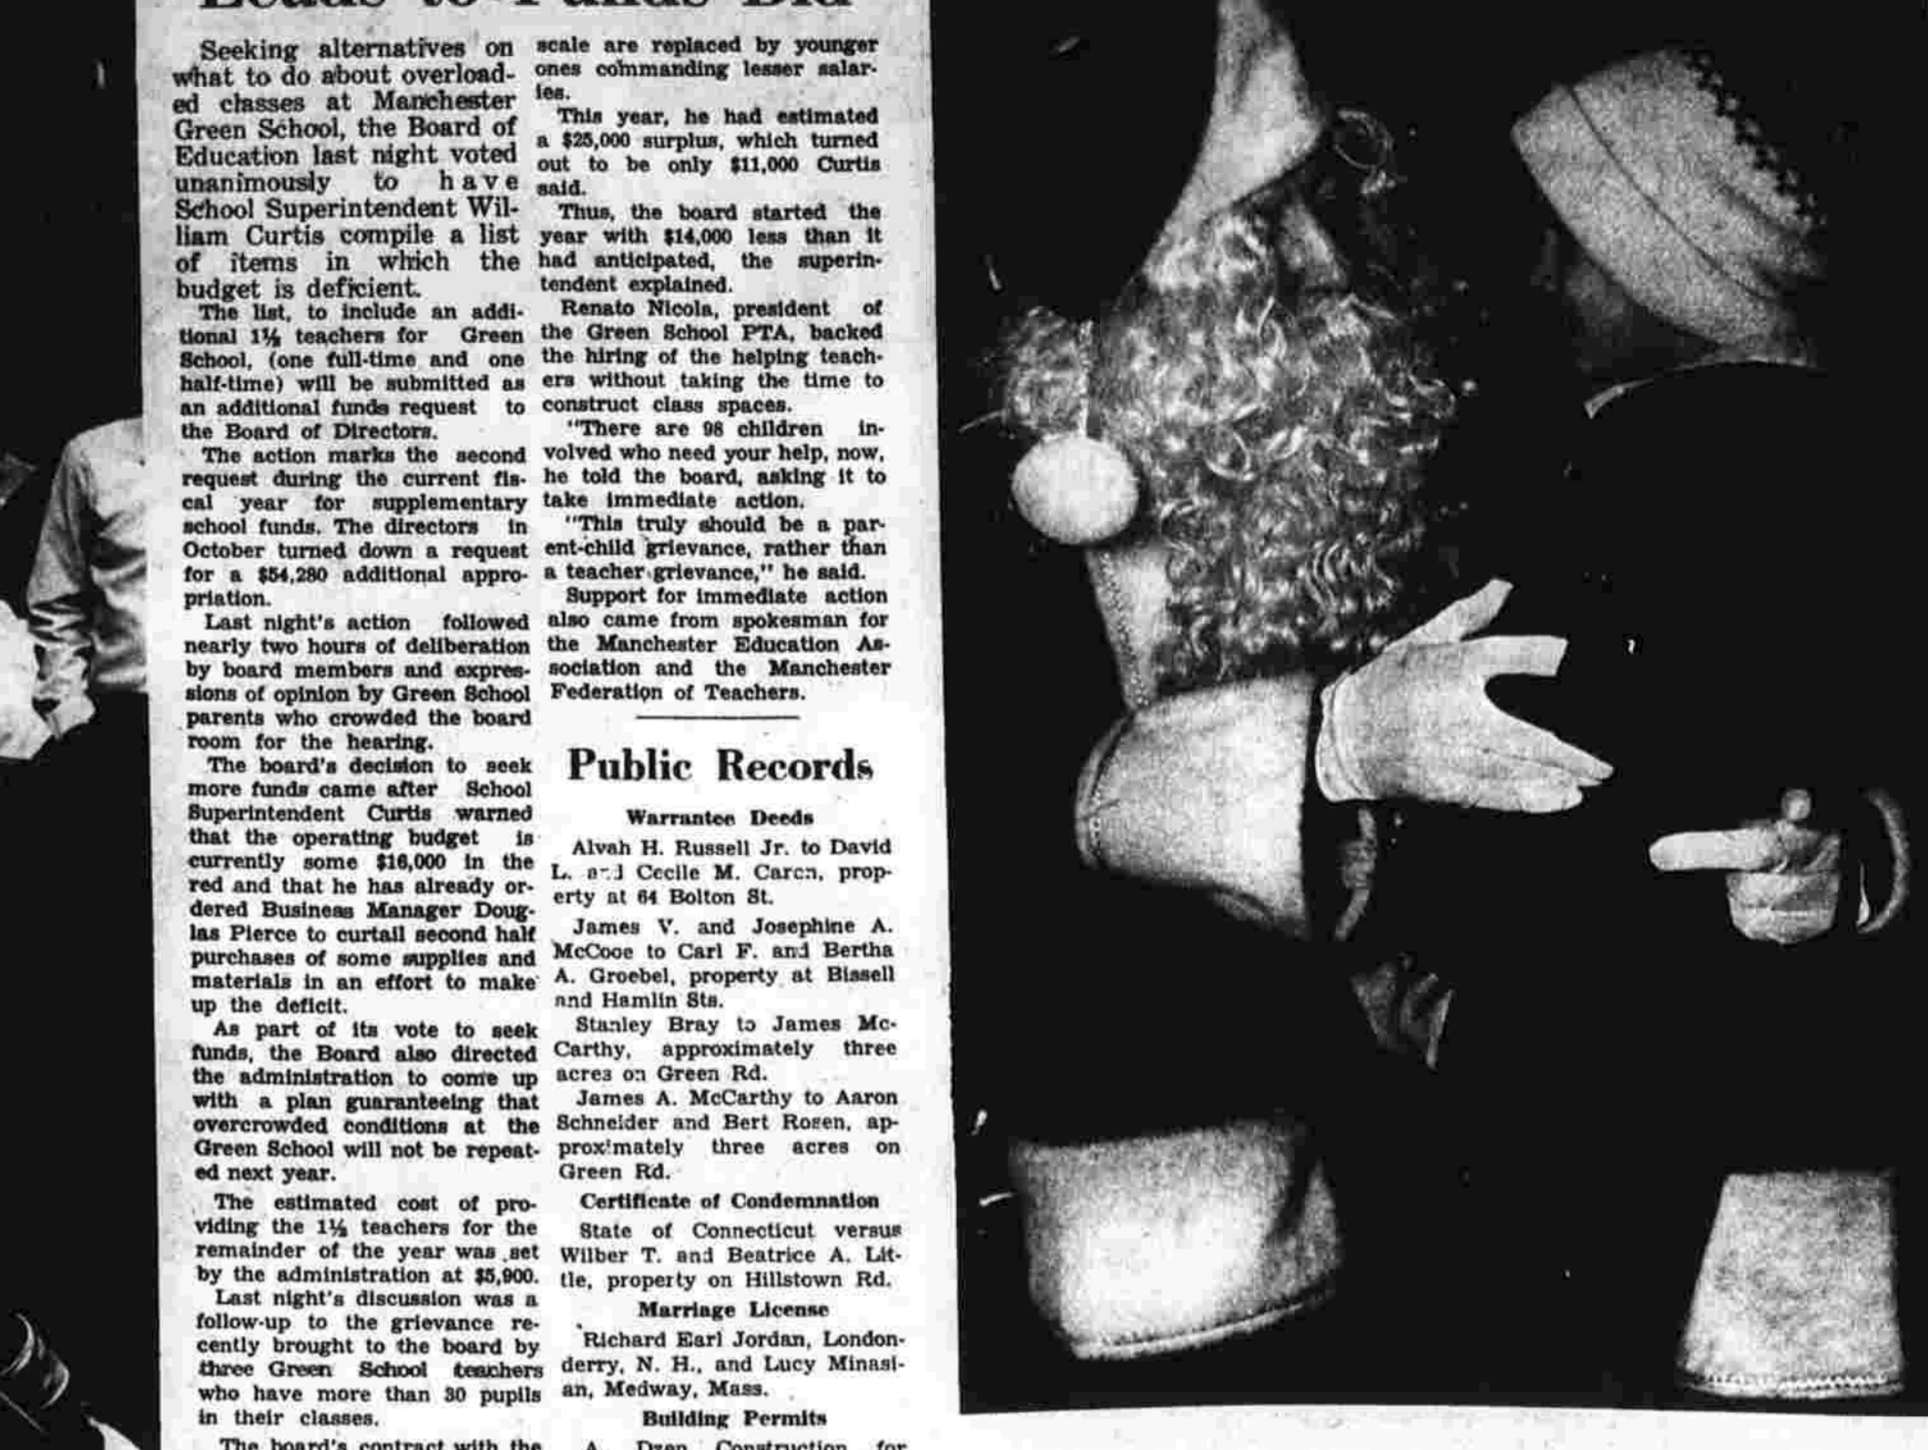 Leads to Funds Bid
Seeking alternatives on
what to do about overload-
ed classes at Manchester
Green School, the Board of
Education last night voted
unanimously to have
School Superintendent Wil-
liam Curtis compile a list
of items in which the
budget is deficient.
The list, to include an addi-
tional 1½ teachers for Green
School, (one full-time and one
half-time) will be submitted as
an additional funds request to
the Board of Directors.
The action marks the second
request during the current fis-
cal year for supplementary
school funds. The directors in
October turned down a request
for a $54,280 additional appro-
priation.
Last night's action followed
nearly two hours of deliberation
by board members and expres-
sions of opinion by Green School
parents who crowded the board
room for the hearing.
The board's decision to seek
more funds came after School
Superintendent Curtis warned
that the operating budget is
currently some $16,000 in the
red and that he has already or-
dered Business Manager Doug-
las Pierce to curtail second half
purchases of some supplies and
materials in an effort to make
up the deficit.
As part of its vote to seek
funds, the Board also directed
the administration to come up
with a plan guaranteeing that
overcrowded conditions at the
Green School will not be repeat-
ed next year.
The estimated cost of pro-
viding the 1½ teachers for the
remainder of the year was set
by the administration at $5,900.
Last night's discussion was a
follow-up to the grievance re-
cently brought to the board by
three Green School teachers
who have more than 30 pupils
in their classes.
The board's contract with the
scale are replaced by younger
ones commanding lesser salar-
ies.
This year, he had estimated
a $25,000 surplus, which turned
out to be only $11,000 Curtis
said.
Thus, the board started the
year with $14,000 less than it
had anticipated, the superin-
tendent explained.
Renato Nicola, president of
the Green School PTA, backed
the hiring of the helping teach-
ers without taking the time to
construct class spaces.
"There are 98 children in-
volved who need your help, now,
he told the board, asking it to
take immediate action.
"This truly should be a par-
ent-child grievance, rather than
a teacher grievance," he said.
Support for immediate action
also came from spokesman for
the Manchester Education As-
sociation and the Manchester
Federation of Teachers.
Public Records
Warrantee Deeds
Alvah H. Russell Jr. to David
L. and Cecile M. Caron, prop-
erty at 64 Bolton St.
James V. and Josephine A.
McCooe to Carl F. and Bertha
A. Groebel, property at Bissell
and Hamlin Sts.
Stanley Bray to James Mc-
Carthy, approximately three
acres on Green Rd.
James A. McCarthy to Aaron
Schneider and Bert Rosen, ap-
proximately three acres on
Green Rd.
Certificate of Condemnation
State of Connecticut versus
Wilber T. and Beatrice A. Lit-
tle, property on Hillstown Rd.
Marriage License
Richard Earl Jordan, London-
derry, N. H., and Lucy Minasi-
an, Medway, Mass.
Building Permits
A. Dzen Construction for